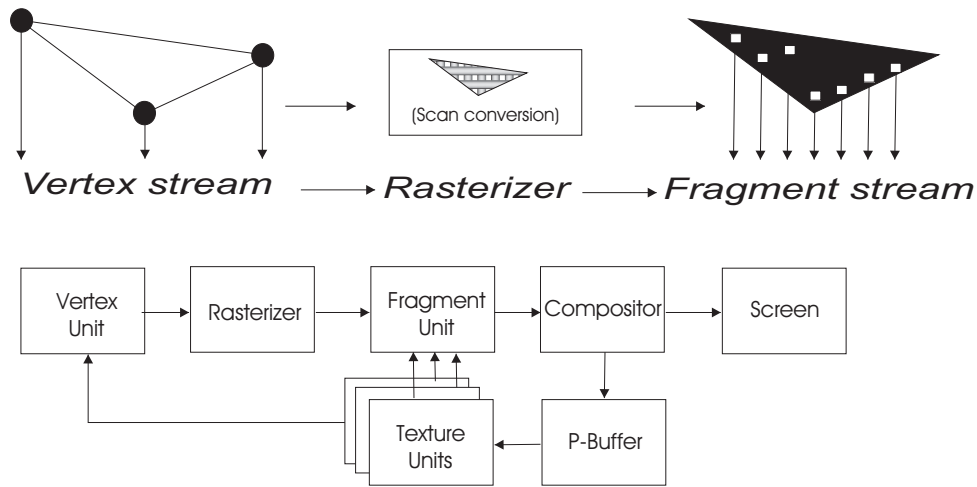 (Scan conversion)
Vertex stream
Rasterizer
Fragment stream
Vertex
Unit
Rasterizer
Fragment
Unit
Compositor
Screen
Texture
Units
P-Buffer